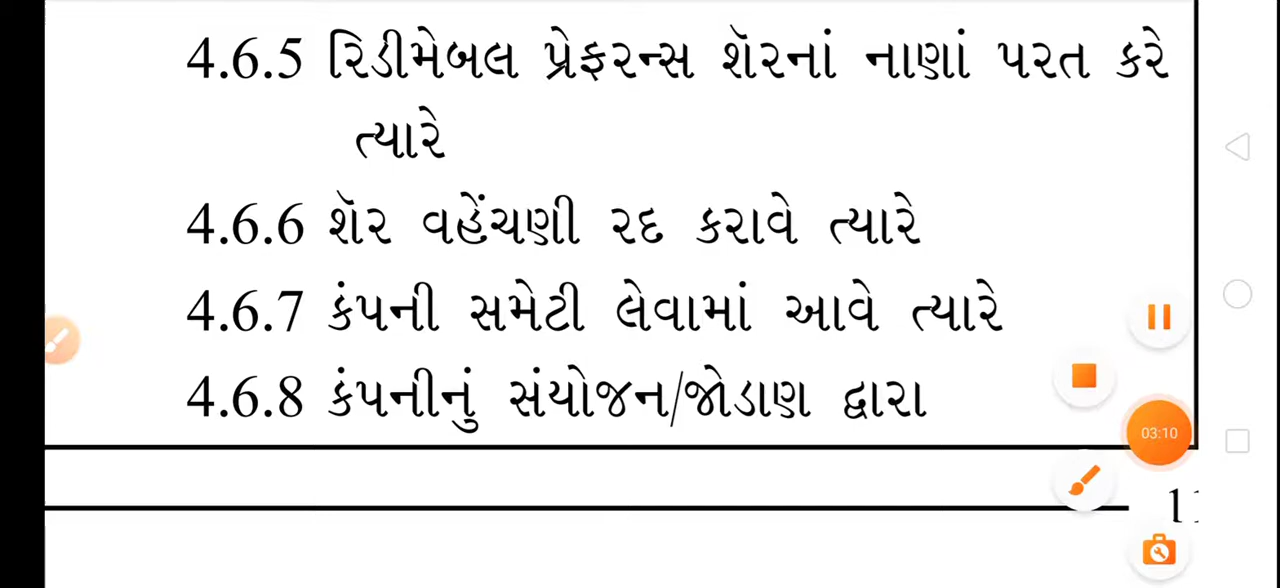 4.6.5 રિડીમેબલ પ્રેફરન્સ શૅરનાં નાણાં પરત કરે
ત્યારે
4.6.6 શૅર વહેંચણી રદ કરાવે ત્યારે
4.6.7 કંપની સમેટી લેવામાં આવે ત્યારે
4.6.8 કંપનીનું સંયોજન/જોડાણ દ્વારા
03:10